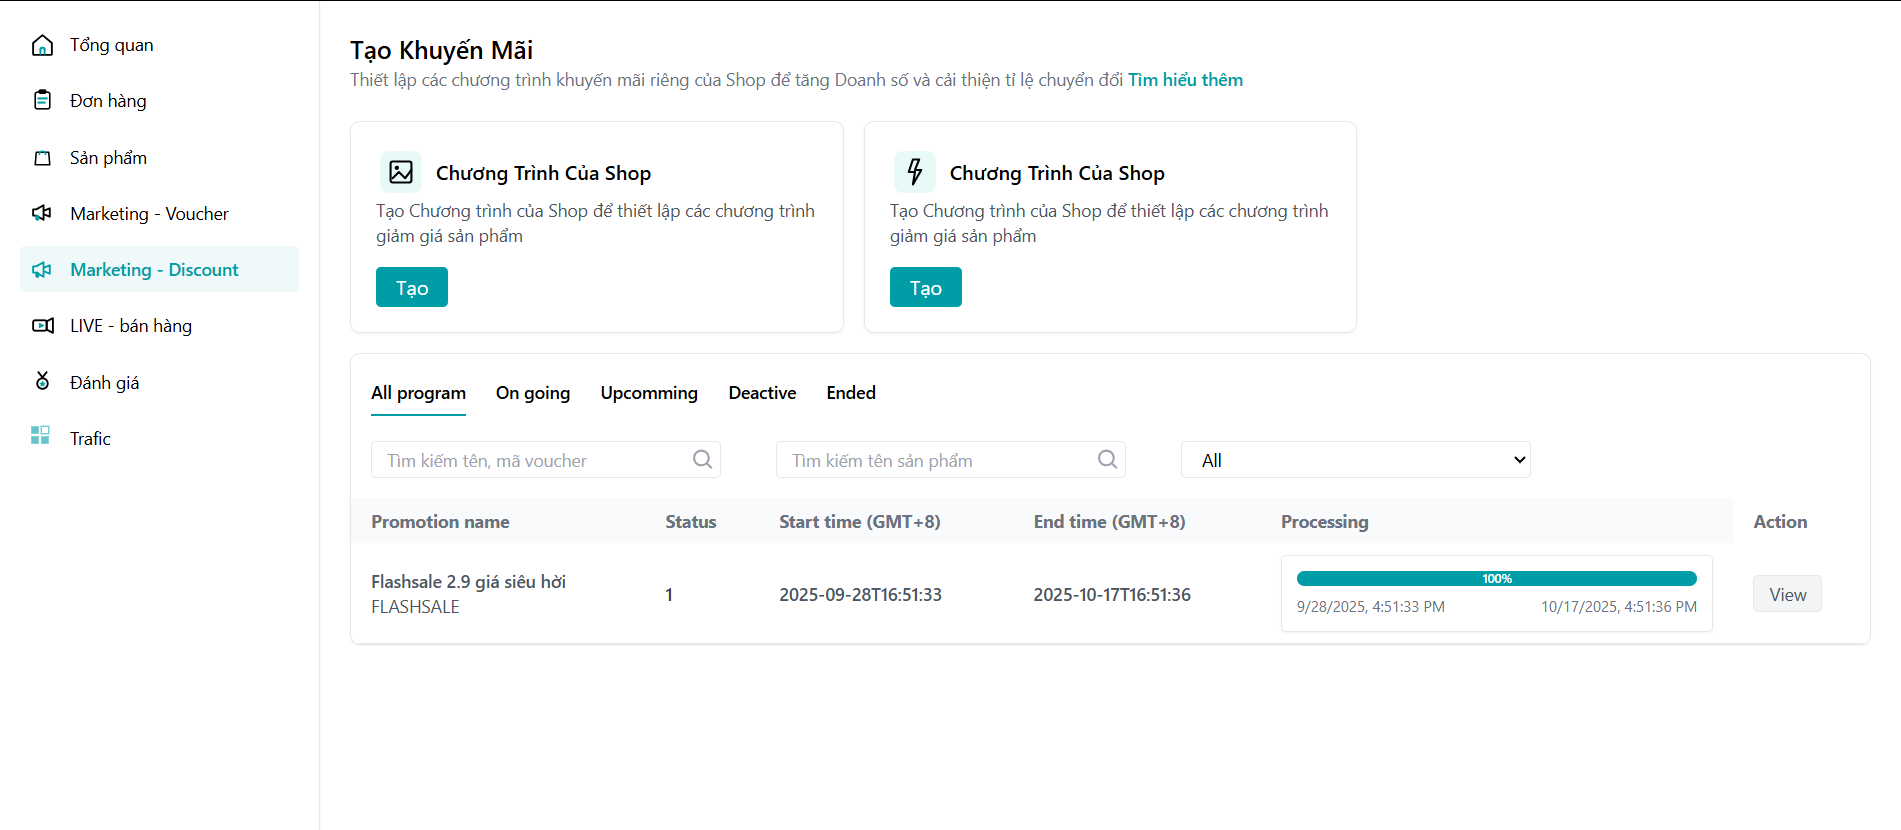 Tổng quan
Đơn hàng
Sản phẩm
Marketing - Voucher
Marketing - Discount
LIVE - bán hàng
Đánh giá
Trafic
Tạo Khuyến Mãi
Thiết lập các chương trình khuyến mãi riêng của Shop để tăng Doanh số và cải thiện tỉ lệ chuyển đổi Tìm hiểu thêm
Chương Trình Của Shop
Tạo Chương trình của Shop để thiết lập các chương trình
giảm giá sản phẩm
Tạo
Chương Trình Của Shop
Tạo Chương trình của Shop để thiết lập các chương trình
giảm giá sản phẩm
Tạo
All program On going Upcomming Deactive Ended
Tìm kiếm tên, mã voucher
Tìm kiếm tên sản phẩm
All
Promotion name Status Start time (GMT+8) End time (GMT+8) Processing Action
Flashsale 2.9 giá siêu hời
FLASHSALE
1
2025-09-28T16:51:33
2025-10-17T16:51:36
100%
9/28/2025, 4:51:33 PM 10/17/2025, 4:51:36 PM
View